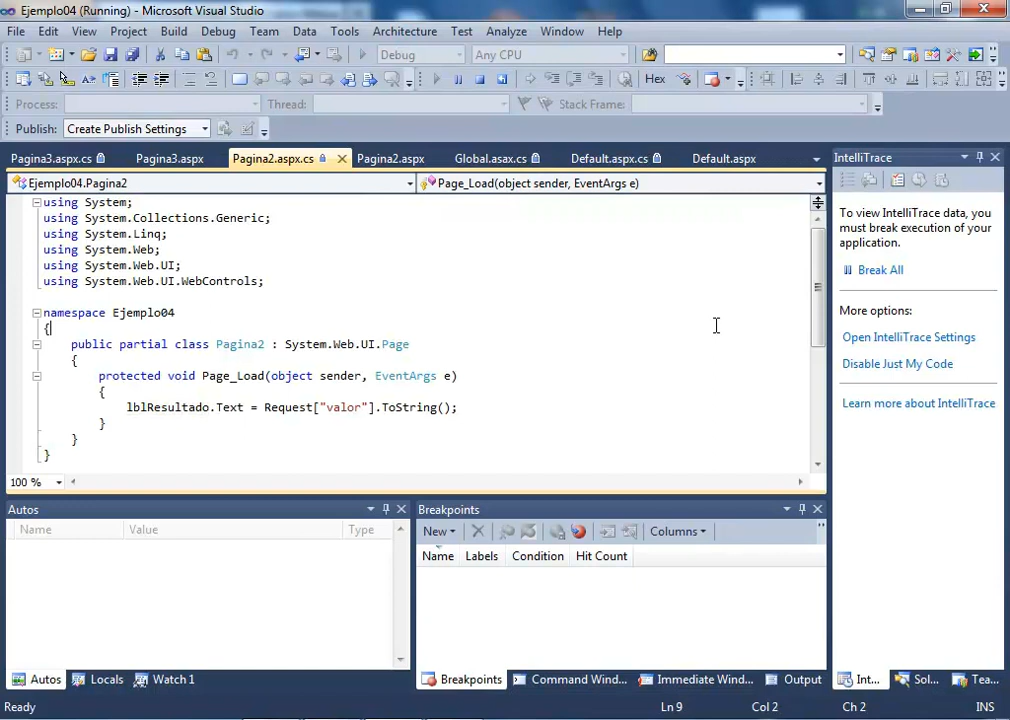 Ejemplo04 (Running) - Microsoft Visual Studio
File Edit View Project Build Debug Team Data Tools Architecture Test Analyze Window Help
Debug Any CPU
Hex
Process: Thread: Stack Frame:
Publish: Create Publish Settings
Pagina3.aspx.cs Pagina3.aspx Pagina2.aspx.cs Pagina2.aspx Global.asax.cs Default.aspx.cs Default.aspx
Ejemplo04.Pagina2 Page_Load(object sender, EventArgs e)
using System;
using System.Collections.Generic;
using System.Linq;
using System.Web;
using System.Web.UI;
using System.Web.UI.WebControls;
namespace Ejemplo04
{
public partial class Pagina2 : System.Web.UI.Page
{
protected void Page_Load(object sender, EventArgs e)
{
lblResultado.Text = Request["valor"].ToString();
}
}
}
100 %
IntelliTrace
To view IntelliTrace data, you
must break execution of your
application.
Break All
More options:
Open IntelliTrace Settings
Disable Just My Code
Learn more about IntelliTrace
Autos
Name Value Type
Breakpoints
New Columns
Name Labels Condition Hit Count
Autos Locals Watch 1
Breakpoints Command Win... Immediate Win... Output
Int... Sol... Tea...
Ready Ln 9 Col 2 Ch 2 INS